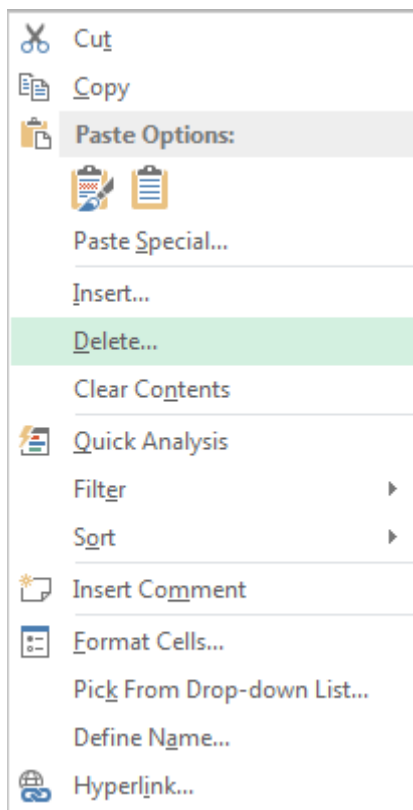 Cut
Copy
Paste Options:
Paste Special...
Insert...
Delete...
Clear Contents
Quick Analysis
Filter
Sort
Insert Comment
Format Cells...
Pick From Drop-down List...
Define Name...
Hyperlink...